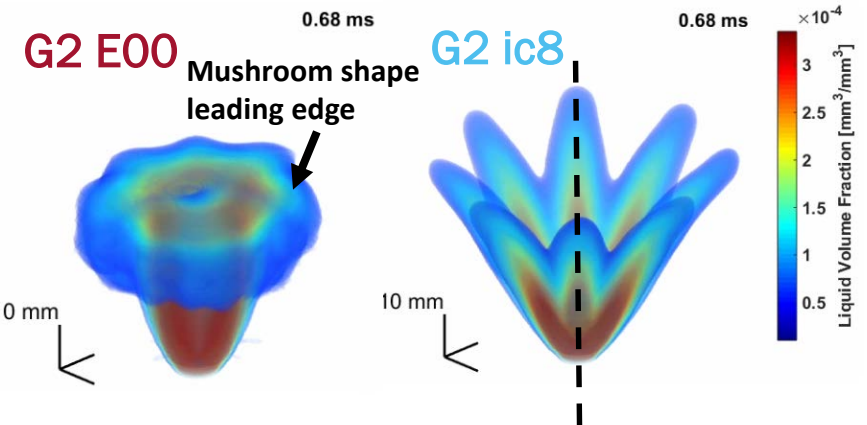 0.68 ms
0.68 ms
×10⁻⁴
G2 E00
G2 ic8
Mushroom shape
leading edge
3
2.5
2
1.5
1
0.5
Liquid Volume Fraction [mm³/mm³]
0 mm
10 mm